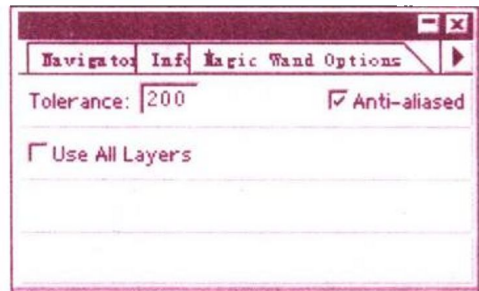 Navigator Info Magic Wand Options
Tolerance: 200 Anti-aliased
Use All Layers